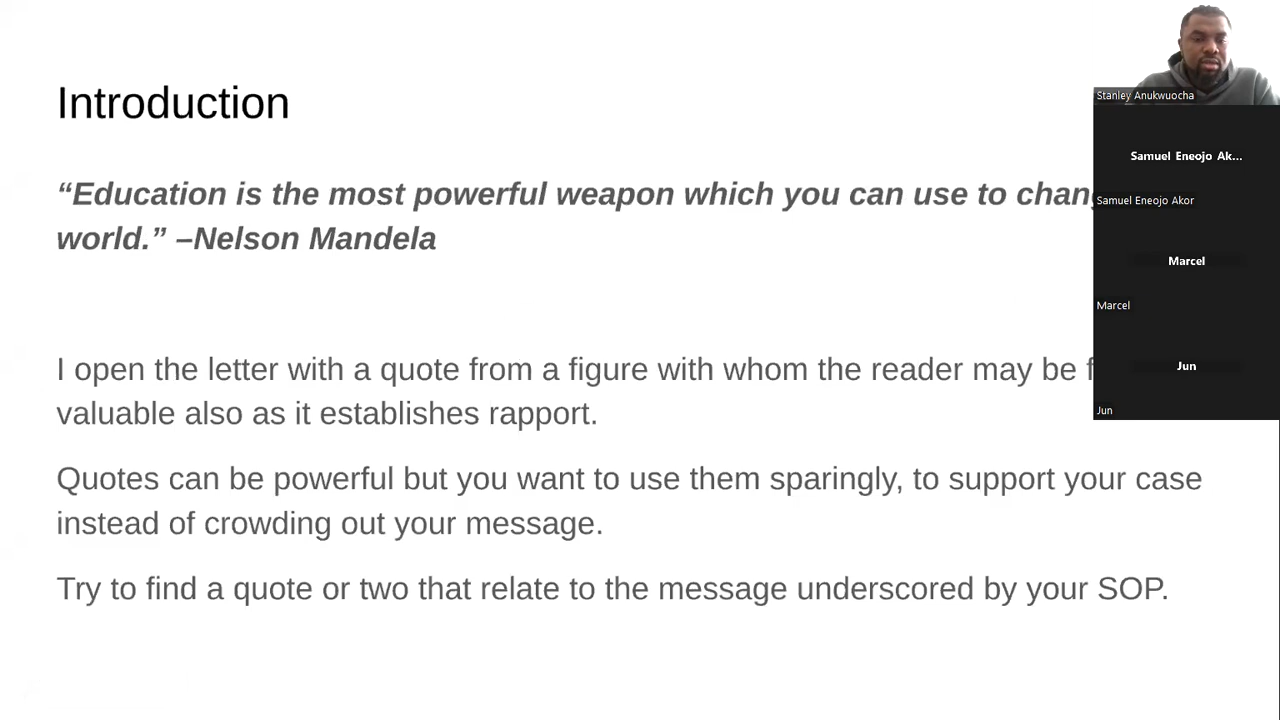 Introduction
“Education is the most powerful weapon which you can use to
world.” –Nelson Mandela
I open the letter with a quote from a figure with whom the reader may be
valuable also as it establishes rapport.
Quotes can be powerful but you want to use them sparingly, to support your case
instead of crowding out your message.
Try to find a quote or two that relate to the message underscored by your SOP.
Stanley Anukwuocha
Samuel Eneojo Ak...
Samuel Eneojo Akor
Marcel
Marcel
Jun
Jun